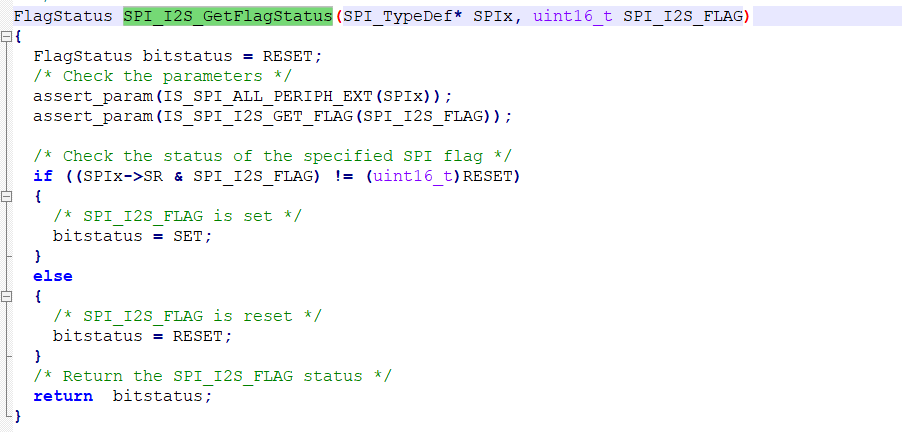 FlagStatus SPI_I2S_GetFlagStatus(SPI_TypeDef* SPIx, uint16_t SPI_I2S_FLAG)
{
  FlagStatus bitstatus = RESET;
  /* Check the parameters */
  assert_param(IS_SPI_ALL_PERIPH_EXT(SPIx));
  assert_param(IS_SPI_I2S_GET_FLAG(SPI_I2S_FLAG));
  /* Check the status of the specified SPI flag */
  if ((SPIx->SR & SPI_I2S_FLAG) != (uint16_t)RESET)
  {
    /* SPI_I2S_FLAG is set */
    bitstatus = SET;
  }
  else
  {
    /* SPI_I2S_FLAG is reset */
    bitstatus = RESET;
  }
  /* Return the SPI_I2S_FLAG status */
  return  bitstatus;
}